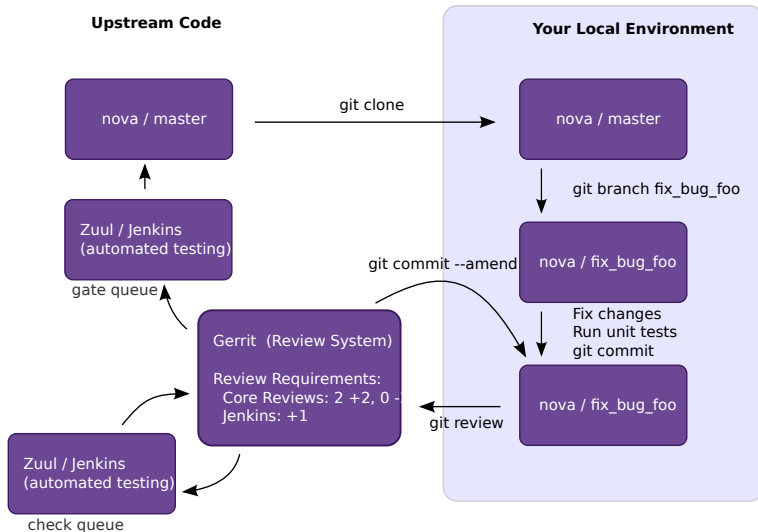 Upstream Code
Your Local Environment
nova / master
git clone
nova / master
git branch fix_bug_foo
Zuul / Jenkins
(automated testing)
gate queue
git commit --amend
nova / fix_bug_foo
Fix changes
Run unit tests
git commit
Gerrit  (Review System)
Review Requirements:
Core Reviews: 2 +2, 0 -
Jenkins: +1
git review
nova / fix_bug_foo
Zuul / Jenkins
(automated testing)
check queue